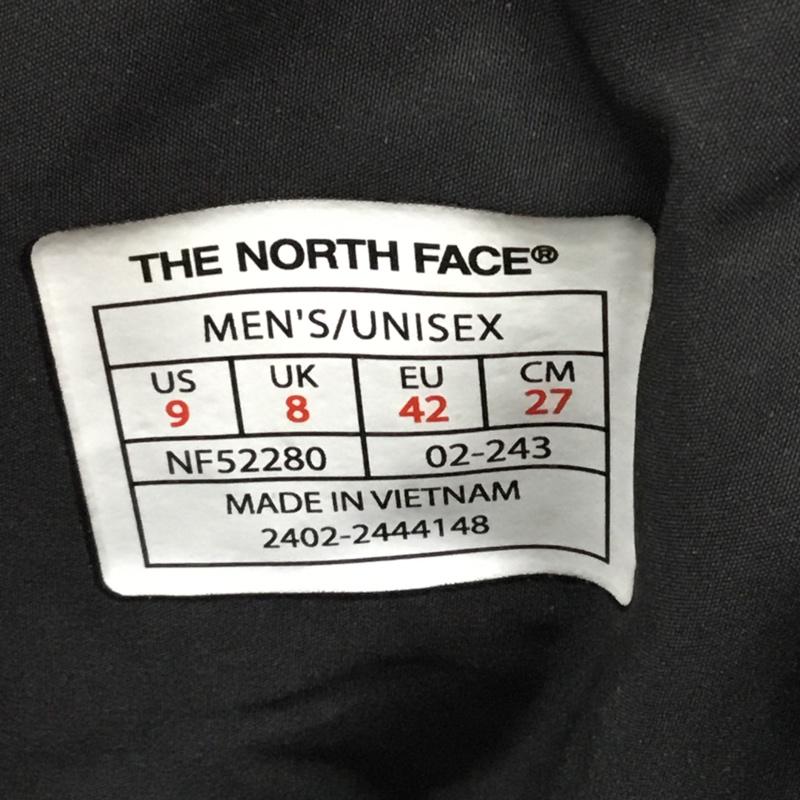 THE NORTH FACE®
MEN'S/UNISEX
US UK EU CM
9 8 42 27
NF52280 02-243
MADE IN VIETNAM
2402-2444148